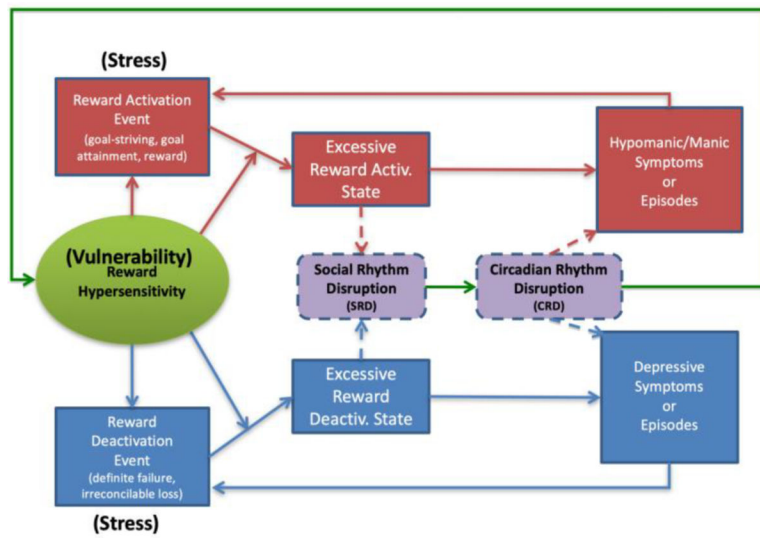 (Stress)
Reward Activation
Event
(goal-striving, goal
attainment, reward)
Excessive
Reward Activ.
State
Hypomanic/Manic
Symptoms
or
Episodes
(Vulnerability)
Reward
Hypersensitivity
Social Rhythm
Disruption
(SRD)
Circadian Rhythm
Disruption
(CRD)
Excessive
Reward
Deactiv. State
Depressive
Symptoms
or
Episodes
Reward
Deactivation
Event
(definite failure,
irreconcilable loss)
(Stress)